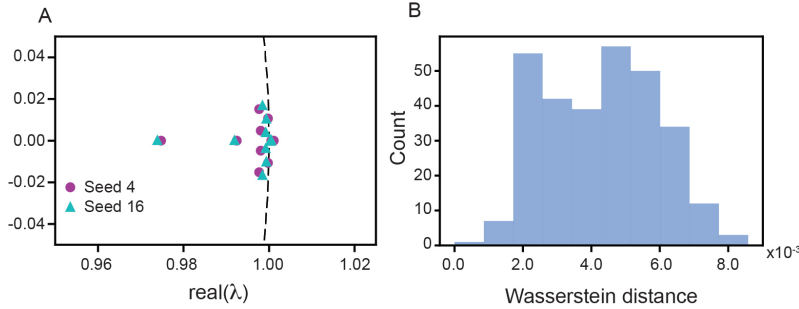 A
0.04
0.02
0.00
-0.02
-0.04
Seed 4
Seed 16
0.96
0.98
1.00
1.02
real(λ)
B
Count
50
40
30
20
10
0
0.0
2.0
4.0
6.0
8.0
x10⁻³
Wasserstein distance